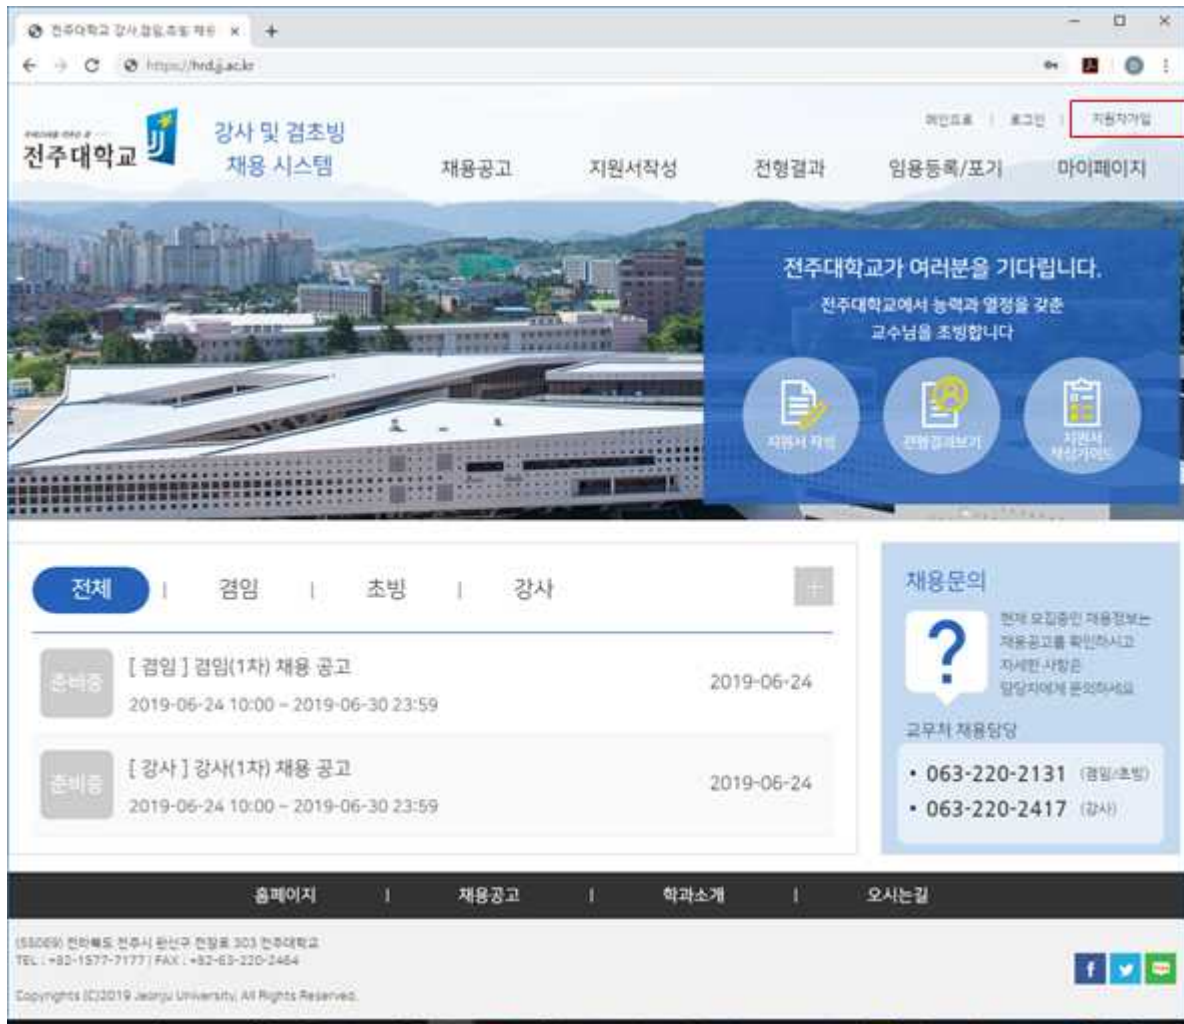 전주대학교 강사,겸임,초빙 채용
https://hrd.jj.ac.kr
메인으로 | 로그인 | 지원자가입
전주대학교
강사 및 겸초빙
채용 시스템
채용공고 지원서작성 전형결과 임용등록/포기 마이페이지
전주대학교가 여러분을 기다립니다.
전주대학교에서 능력과 열정을 갖춘
교수님을 초빙합니다
지원서 작성
전형결과보기
지원서
작성가이드
전체 | 겸임 | 초빙 | 강사
준비중
[ 겸임 ] 겸임(1차) 채용 공고
2019-06-24 10:00 ~ 2019-06-30 23:59
2019-06-24
준비중
[ 강사 ] 강사(1차) 채용 공고
2019-06-24 10:00 ~ 2019-06-30 23:59
2019-06-24
채용문의
현재 모집중인 채용정보는
채용공고를 확인하시고
자세한 사항은
담당자에게 문의하세요
교무처 채용담당
• 063-220-2131 (겸임/초빙)
• 063-220-2417 (강사)
홈페이지 | 채용공고 | 학과소개 | 오시는길
(55069) 전라북도 전주시 완산구 천잠로 303 전주대학교
TEL : +82-1577-7177 | FAX : +82-63-220-2464
Copyrights (C)2019 Jeonju University, All Rights Reserved.